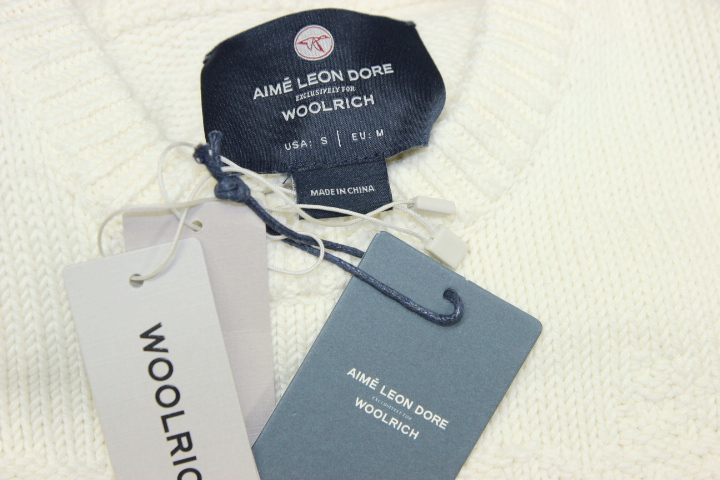 AIMÉ LEON DORE
EXCLUSIVELY FOR
WOOLRICH
USA: S | EU: M
MADE IN CHINA
WOOLRIC
AIMÉ LEON DORE
EXCLUSIVELY FOR
WOOLRICH